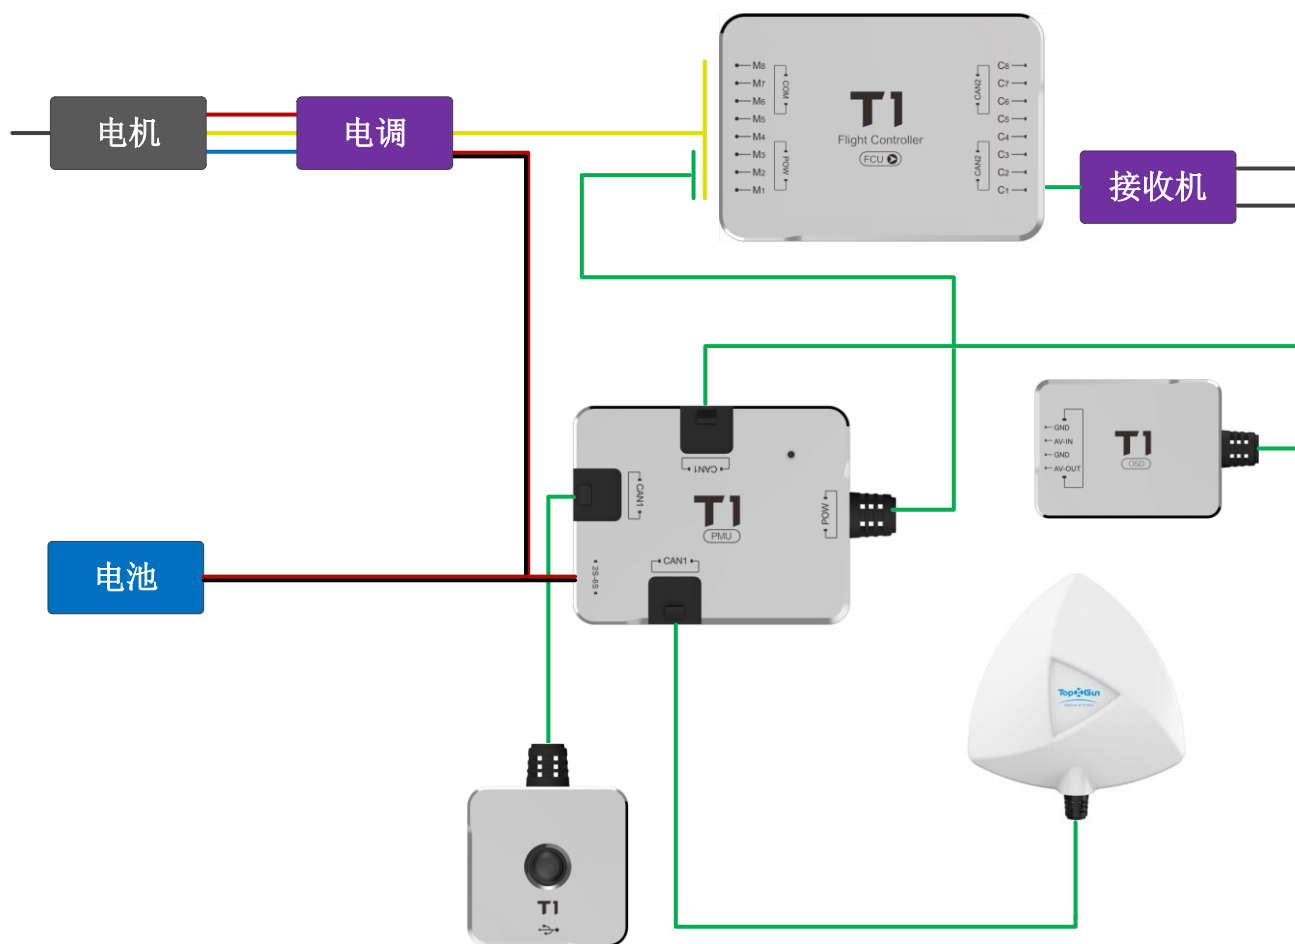 电机
电调
M8
M7
M6
M5
M4
M3
M2
M1
COM
POW
T1
Flight Controller
FCU
CAN2
CAN2
C8
C7
C6
C5
C4
C3
C2
C1
接收机
CAN1
CAN1
T1
PMU
POW
CAN1
2S-6S
电池
GND
AV-IN
GND
AV-OUT
T1
OSD
TopXGun
T1